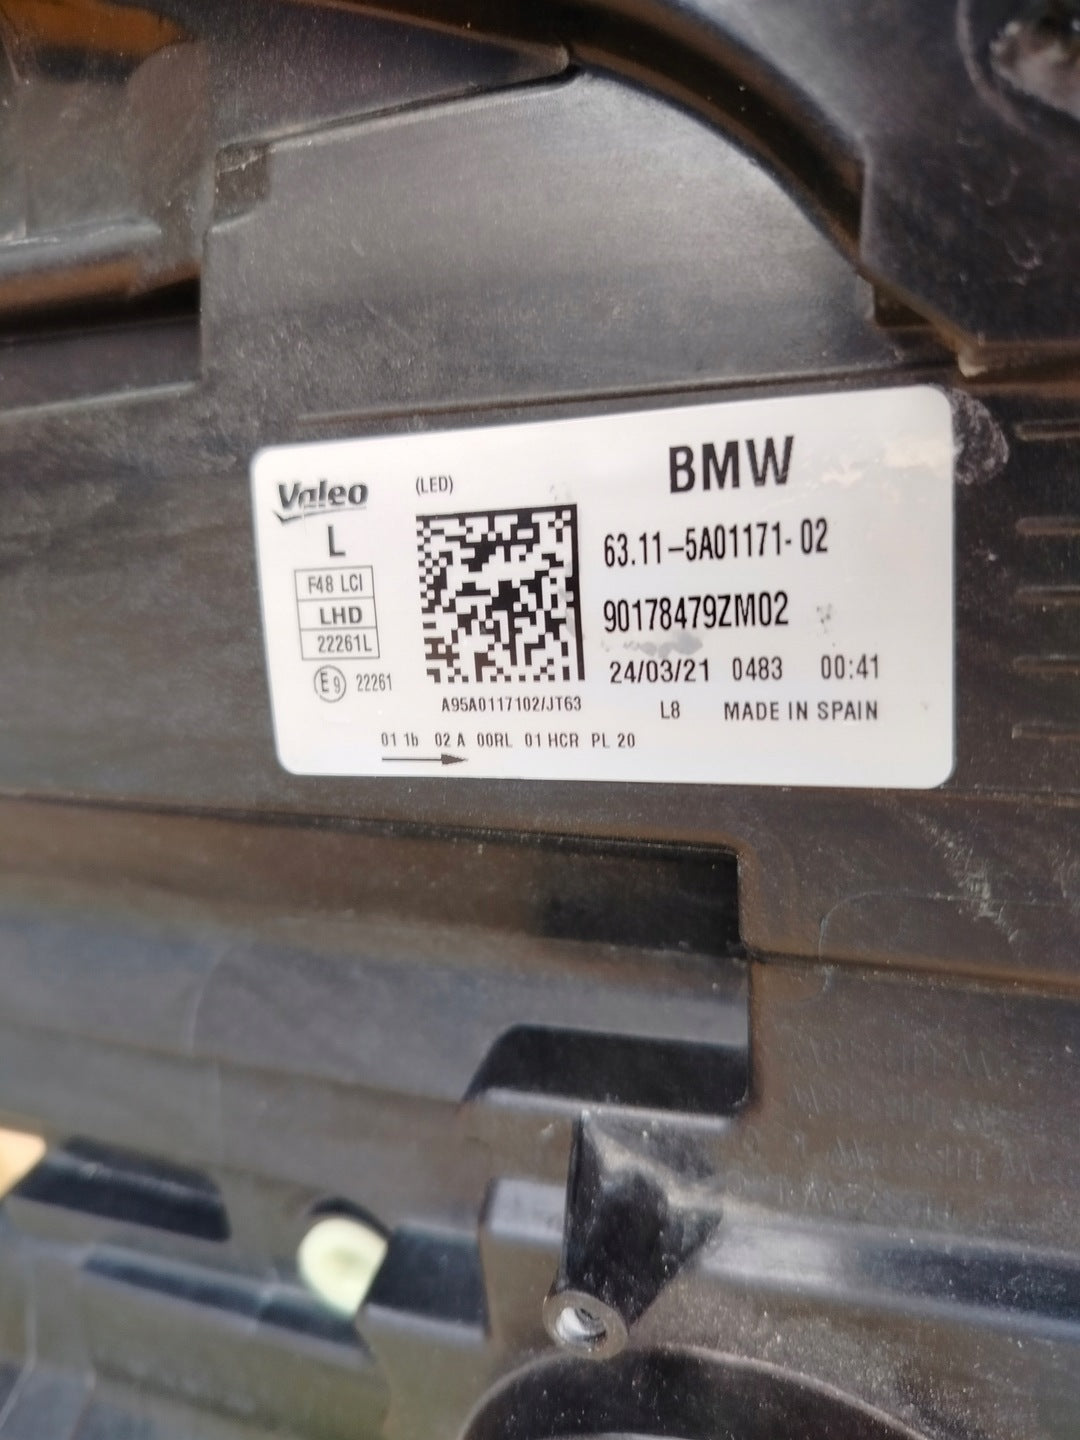 Valeo
(LED)
BMW
L
63.11-5A01171-02
F48 LCI
LHD
22261L
90178479ZM02
E9 22261
24/03/21 0483 00:41
A95A0117102/JT63
L8 MADE IN SPAIN
01 1b 02 A 00RL 01 HCR PL 20